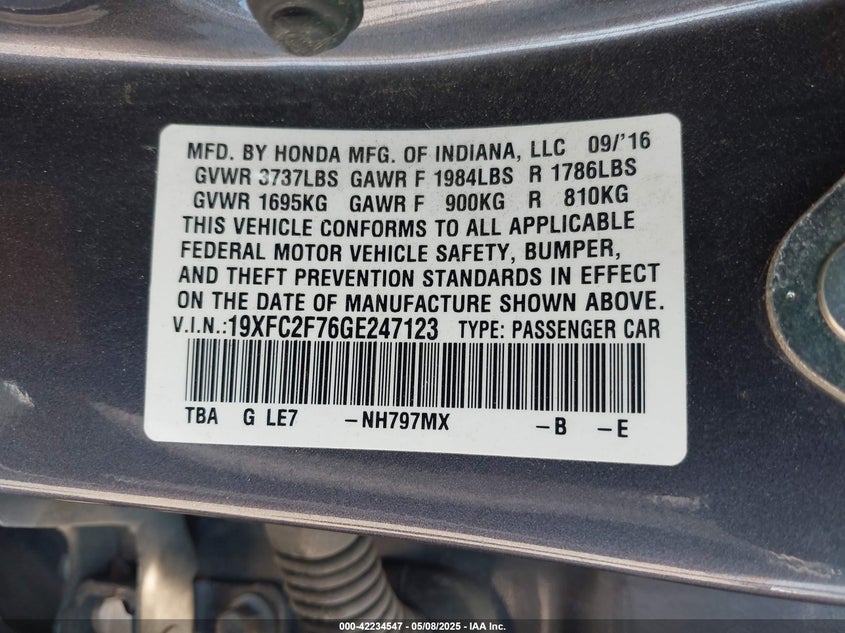 MFD. BY HONDA MFG. OF INDIANA, LLC 09/'16
GVWR 3737LBS GAWR F 1984LBS R 1786LBS
GVWR 1695KG GAWR F 900KG R 810KG
THIS VEHICLE CONFORMS TO ALL APPLICABLE
FEDERAL MOTOR VEHICLE SAFETY, BUMPER,
AND THEFT PREVENTION STANDARDS IN EFFECT
ON THE DATE OF MANUFACTURE SHOWN ABOVE.
V.I.N.:19XFC2F76GE247123 TYPE: PASSENGER CAR
TBA G LE7 -NH797MX -B -E
000-42234547 --- 05/08/2025 - IAA Inc.